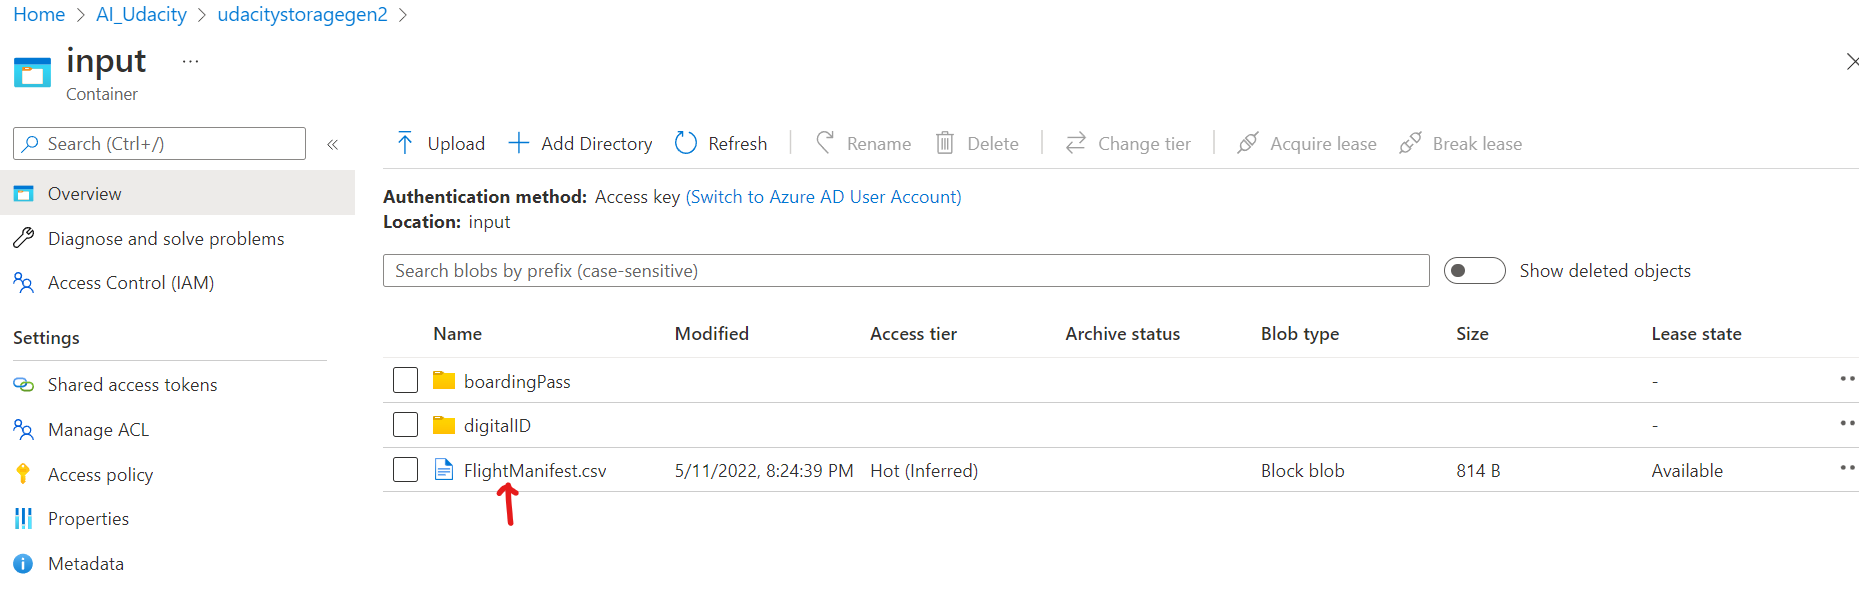 Home > AI_Udacity > udacitystoragegen2 >
input ...
Container
Search (Ctrl+/) «
Overview
Diagnose and solve problems
Access Control (IAM)
Settings
Shared access tokens
Manage ACL
Access policy
Properties
Metadata
Upload Add Directory Refresh Rename Delete Change tier Acquire lease Break lease
Authentication method: Access key (Switch to Azure AD User Account)
Location: input
Search blobs by prefix (case-sensitive) Show deleted objects
Name Modified Access tier Archive status Blob type Size Lease state
boardingPass -
digitalID -
FlightManifest.csv 5/11/2022, 8:24:39 PM Hot (Inferred) Block blob 814 B Available